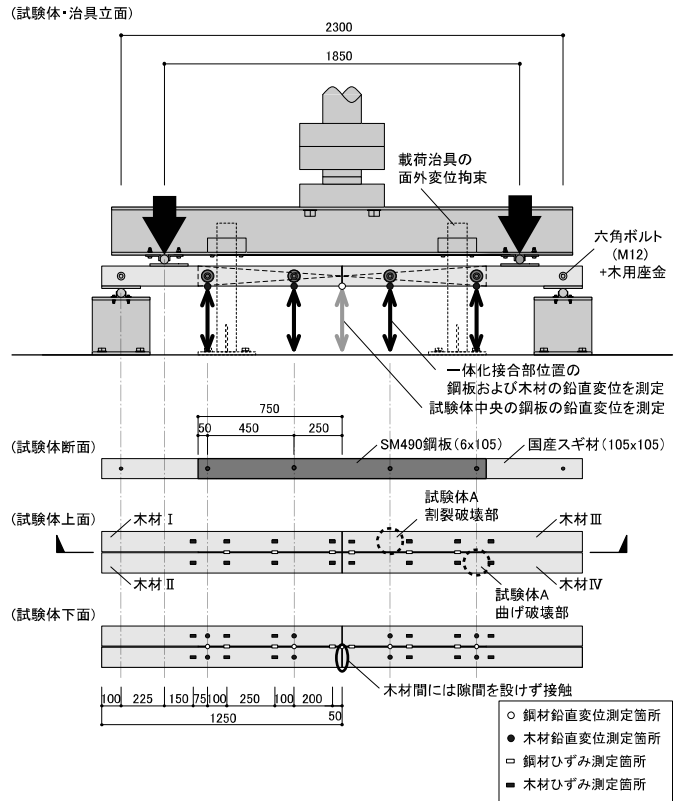 (試験体・治具立面)
2300
1850
載荷治具の
面外変位拘束
六角ボルト
(M12)
+木用座金
一体化接合部位置の
鋼板および木材の鉛直変位を測定
試験体中央の鋼板の鉛直変位を測定
750
50 450 250
SM490鋼板(6x105)
国産スギ材(105x105)
(試験体断面)
(試験体上面)
木材Ⅰ
試験体A
割裂破壊部
木材Ⅲ
木材Ⅱ
木材Ⅳ
試験体A
曲げ破壊部
(試験体下面)
木材間には隙間を設けず接触
100 225 150 75 100 250 100 200
1250 50
鋼材鉛直変位測定箇所
木材鉛直変位測定箇所
鋼材ひずみ測定箇所
木材ひずみ測定箇所